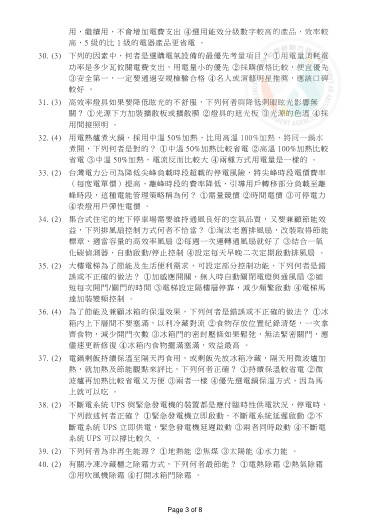 用，繼續用，不會增加電費支出 ④選用能效分級數字較高的產品，效率較
高，5 級的比 1 級的電器產品更省電 。
30. (3) 下列的因素中，何者是選購電氣設備的最優先考量項目？ ①用電量消耗電
功率是多少瓦攸關電費支出，用電量小的優先 ②採購價格比較，便宜優先
③安全第一，一定要通過安規檢驗合格 ④名人或演藝明星推薦，應該口碑
較好 。
31. (3) 高效率燈具如果要降低眩光的不舒服，下列何者與降低刺眼眩光影響無
關？ ①光源下方加裝擴散板或擴散膜 ②燈具的遮光板 ③光源的色溫 ④採
用間接照明 。
32. (4) 用電熱爐煮火鍋，採用中溫 50%加熱，比用高溫 100%加熱，將同一鍋水
煮開，下列何者是對的？ ①中溫 50%加熱比較省電 ②高溫 100%加熱比較
省電 ③中溫 50%加熱，電流反而比較大 ④兩種方式用電量是一樣的 。
33. (2) 台灣電力公司為降低尖峰負載時段超載的停電風險，將尖峰時段電價費率
（每度電單價）提高，離峰時段的費率降低，引導用戶轉移部分負載至離
峰時段，這種電能管理策略稱為何？ ①需量競價 ②時間電價 ③可停電力
④表燈用戶彈性電價 。
34. (2) 集合式住宅的地下停車場需要維持通風良好的空氣品質，又要兼顧節能效
益，下列排風扇控制方式何者不恰當？ ①淘汰老舊排風扇，改裝取得節能
標章、適當容量的高效率風扇 ②每週一次運轉通風扇就好了 ③結合一氧
化碳偵測器，自動啟動/停止控制 ④設定每天早晚二次定期啟動排風扇 。
35. (2) 大樓電梯為了節能及生活便利需求，可設定部分控制功能，下列何者是錯
誤或不正確的做法？ ①加感應開關，無人時自動關閉電燈與通風扇 ②縮
短每次開門/關門的時間 ③電梯設定隔樓層停靠，減少頻繁啟動 ④電梯馬
達加裝變頻控制 。
36. (4) 為了節能及兼顧冰箱的保溫效果，下列何者是錯誤或不正確的做法？ ①冰
箱內上下層間不要塞滿，以利冷藏對流 ②食物存放位置紀錄清楚，一次拿
齊食物，減少開門次數 ③冰箱門的密封壓條如果鬆弛，無法緊密關門，應
儘速更新修復 ④冰箱內食物擺滿塞滿，效益最高 。
37. (2) 電鍋剩飯持續保溫至隔天再食用，或剩飯先放冰箱冷藏，隔天用微波爐加
熱，就加熱及節能觀點來評比，下列何者正確？ ①持續保溫較省電 ②微
波爐再加熱比較省電又方便 ③兩者一樣 ④優先選電鍋保溫方式，因為馬
上就可以吃 。
38. (2) 不斷電系統 UPS 與緊急發電機的裝置都是應付臨時性供電狀況，停電時，
下列敘述何者正確？ ①緊急發電機會先啟動，不斷電系統延遲啟動 ②不
斷電系統 UPS 立即供電，緊急發電機延遲啟動 ③兩者同時啟動 ④不斷電
系統 UPS 可以撐比較久 。
39. (2) 下列何者為非再生能源？ ①地熱能 ②焦煤 ③太陽能 ④水力能 。
40. (2) 有關冷凍冷藏櫃之除霜方式，下列何者最節能？ ①電熱除霜 ②熱氣除霜
③用吹風機除霜 ④打開冰箱門除霜 。
Page 3 of 8